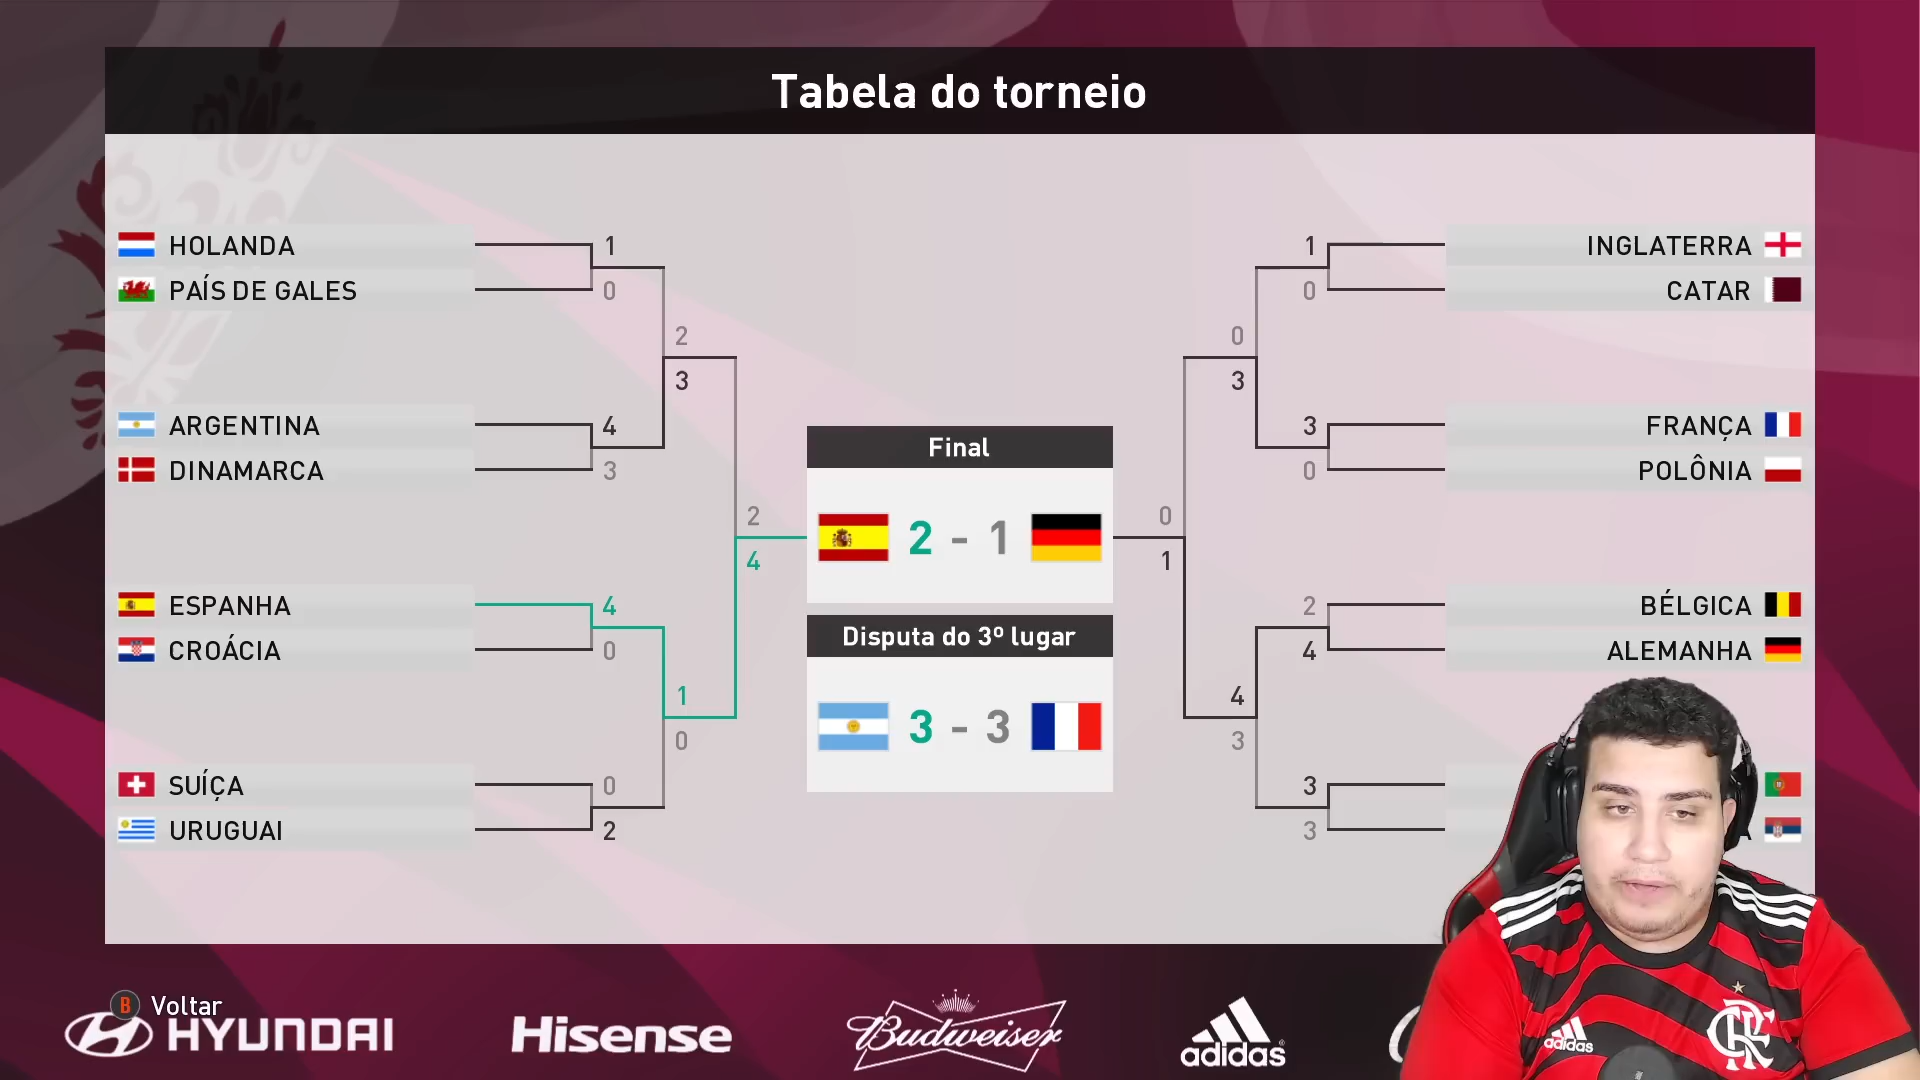 Tabela do torneio
HOLANDA 1
PAÍS DE GALES 0
2
3
ARGENTINA 4
DINAMARCA 3
2
4
ESPANHA 4
CROÁCIA 0
1
0
SUÍÇA 0
URUGUAI 2
Final
2 - 1
Disputa do 3º lugar
3 - 3
1 INGLATERRA
0 CATAR
0
3
3 FRANÇA
0 POLÔNIA
0
1
2 BÉLGICA
4 ALEMANHA
4
3
3
3
B Voltar
HYUNDAI
Hisense
Budweiser
adidas
adidas
CRF